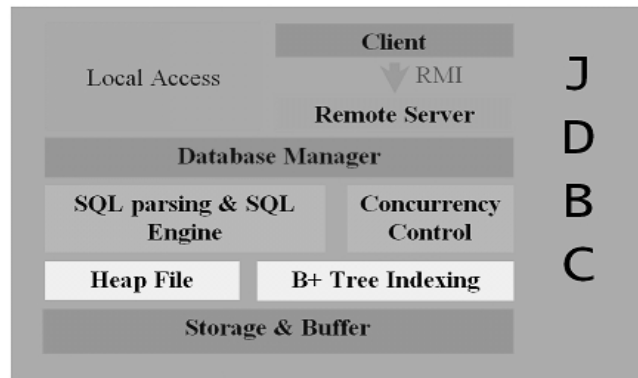 Client
Local Access
RMI
Remote Server
Database Manager
SQL parsing & SQL
Engine
Concurrency
Control
Heap File
B+ Tree Indexing
Storage & Buffer
J
D
B
C